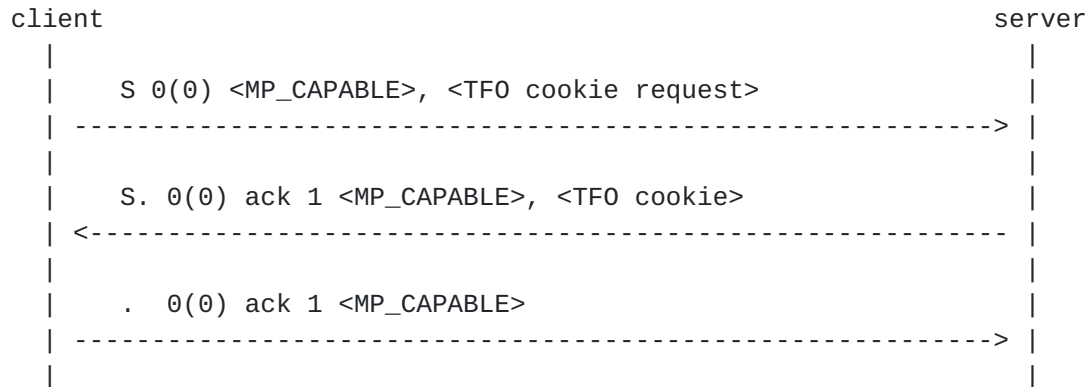 client server
S 0(0) <MP_CAPABLE>, <TFO cookie request>
S. 0(0) ack 1 <MP_CAPABLE>, <TFO cookie>
. 0(0) ack 1 <MP_CAPABLE>